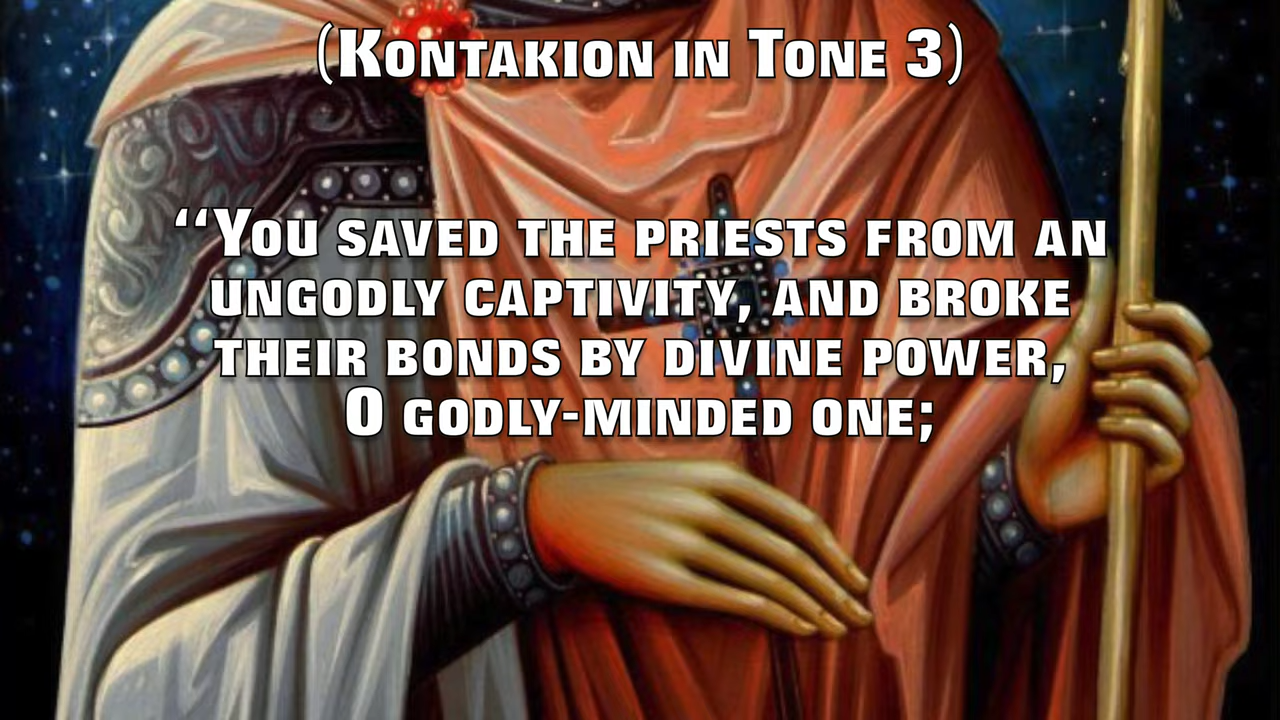 (Kontakion in Tone 3)
“You saved the priests from an
ungodly captivity, and broke
their bonds by divine power,
O godly-minded one;